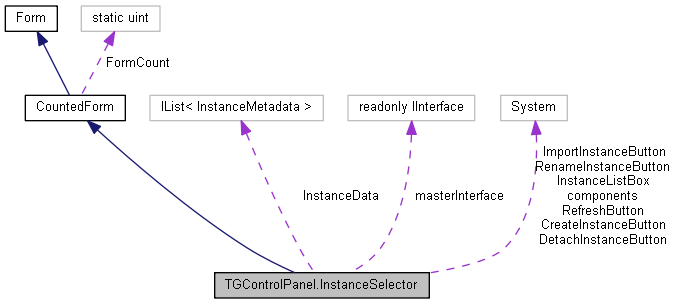 Form
static uint
FormCount
CountedForm
IList< InstanceMetadata >
readonly IInterface
System
ImportInstanceButton
RenameInstanceButton
InstanceListBox
components
RefreshButton
CreateInstanceButton
DetachInstanceButton
InstanceData
masterInterface
TGControlPanel.InstanceSelector